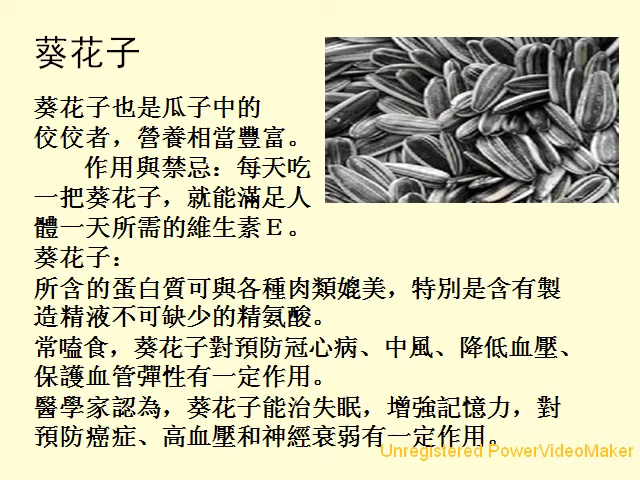 葵花子
葵花子也是瓜子中的
佼佼者，營養相當豐富。
作用與禁忌：每天吃
一把葵花子，就能滿足人
體一天所需的維生素Ｅ。
葵花子：
所含的蛋白質可與各種肉類媲美，特別是含有製
造精液不可缺少的精氨酸。
常嗑食，葵花子對預防冠心病、中風、降低血壓、
保護血管彈性有一定作用。
醫學家認為，葵花子能治失眠，增強記憶力，對
預防癌症、高血壓和神經衰弱有一定作用。
Unregistered PowerVideoMaker